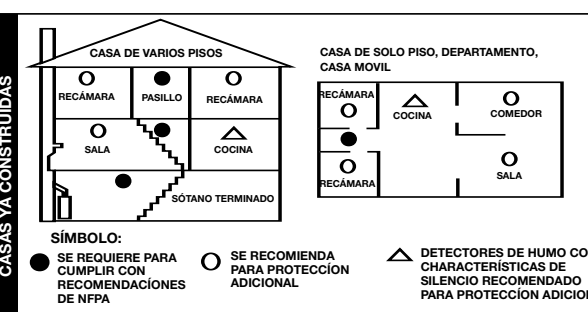 CASAS YA CONSTRUIDAS
CASA DE VARIOS PISOS
RECÁMARA
PASILLO
RECÁMARA
SALA
COCINA
SÓTANO TERMINADO
CASA DE SOLO PISO, DEPARTAMENTO,
CASA MOVIL
RECÁMARA
COCINA
COMEDOR
RECÁMARA
SALA
SÍMBOLO:
SE REQUIERE PARA
CUMPLIR CON
RECOMENDACÍONES
DE NFPA
SE RECOMIENDA
PARA PROTECCÍON
ADICIONAL
DETECTORES DE HUMO CO
CHARACTERÍSTICAS DE
SILENCIO RECOMENDADO
PARA PROTECCÍON ADICIO